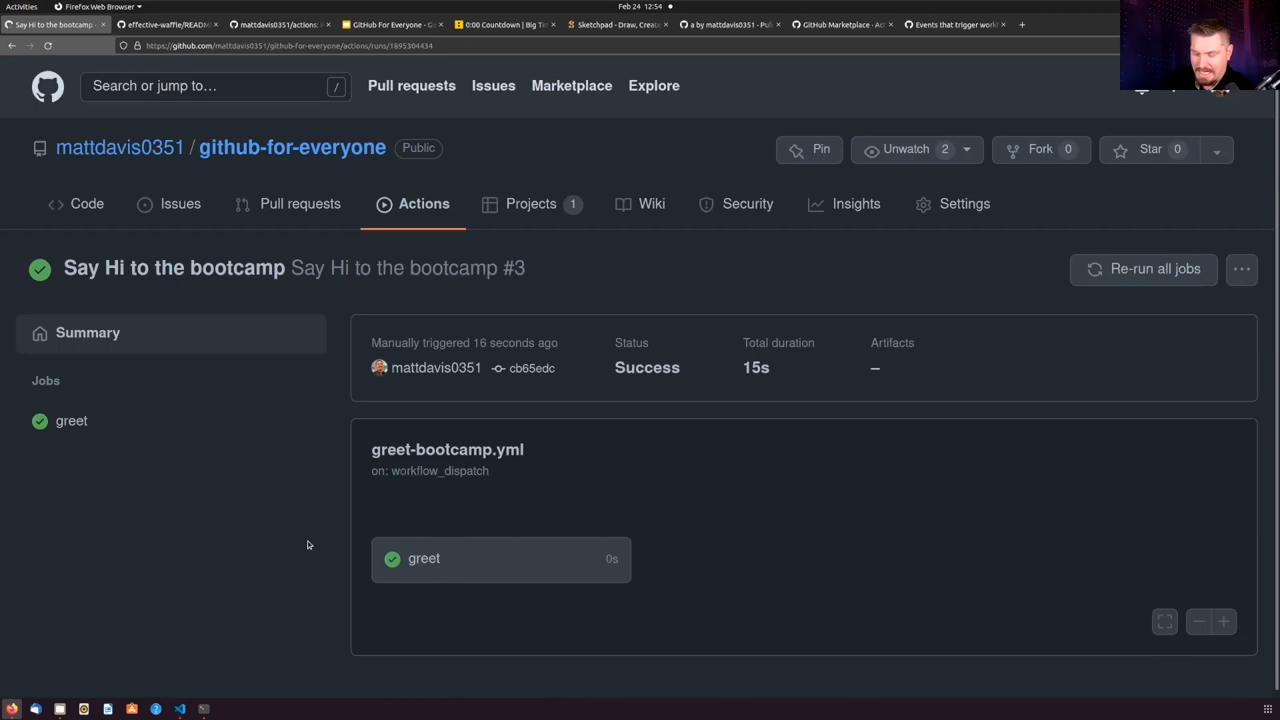 Activities
Firefox Web Browser
Feb 24 12:54
Say Hi to the bootcamp ·
effective-waffle/READM
mattdavis0351/actions: F
GitHub For Everyone - Go
0:00 Countdown | Big Tim
Sketchpad - Draw, Create
a by mattdavis0351 · Pull
GitHub Marketplace · Act
Events that trigger work
https://github.com/mattdavis0351/github-for-everyone/actions/runs/1895304434
Search or jump to…
/
Pull requests
Issues
Marketplace
Explore
mattdavis0351 / github-for-everyone
Public
Pin
Unwatch 2
Fork 0
Star 0
Code
Issues
Pull requests
Actions
Projects 1
Wiki
Security
Insights
Settings
Say Hi to the bootcamp Say Hi to the bootcamp #3
Re-run all jobs
Summary
Jobs
greet
Manually triggered 16 seconds ago
mattdavis0351 cb65edc
Status
Success
Total duration
15s
Artifacts
–
greet-bootcamp.yml
on: workflow_dispatch
greet
0s